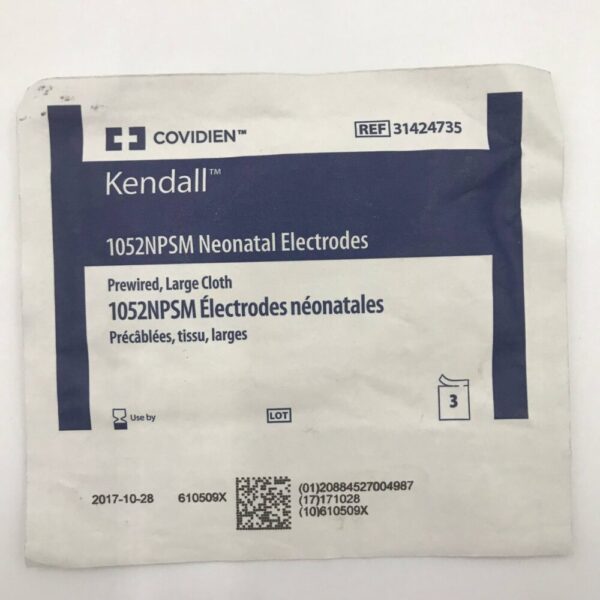 COVIDIEN™
REF 31424735
Kendall™
1052NPSM Neonatal Electrodes
Prewired, Large Cloth
1052NPSM Électrodes néonatales
Précâblées, tissu, larges
Use by
LOT
3
2017-10-28 610509X
(01)20884527004987
(17)171028
(10)610509X